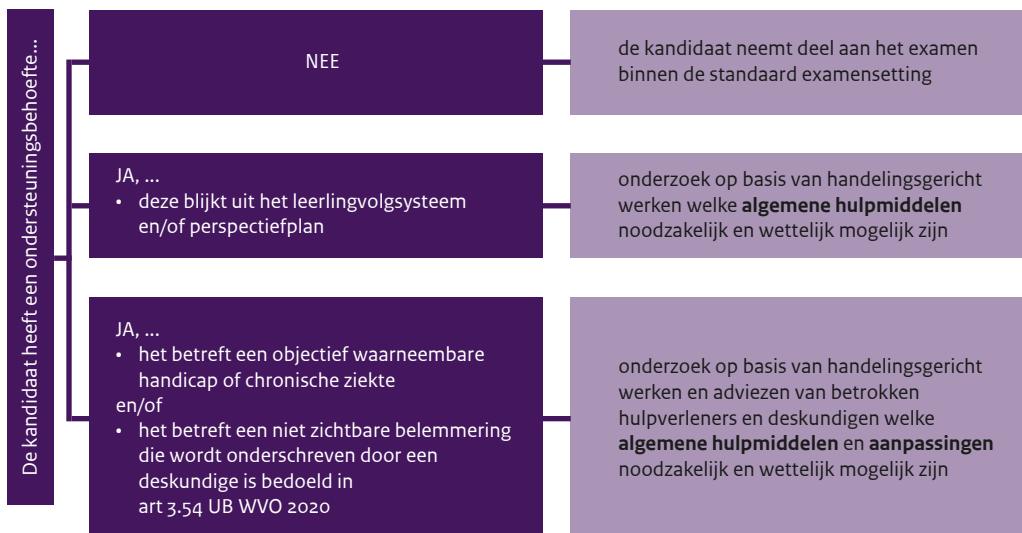 De kandidaat heeft een ondersteuningsbehoefte...
NEE
de kandidaat neemt deel aan het examen
binnen de standaard examensetting
JA, ...
• deze blijkt uit het leerlingvolgsysteem
en/of perspectiefplan
onderzoek op basis van handelingsgericht
werken welke algemene hulpmiddelen
noodzakelijk en wettelijk mogelijk zijn
JA, ...
• het betreft een objectief waarneembare
handicap of chronische ziekte
en/of
• het betreft een niet zichtbare belemmering
die wordt onderschreven door een
deskundige is bedoeld in
art 3.54 UB WVO 2020
onderzoek op basis van handelingsgericht
werken en adviezen van betrokken
hulpverleners en deskundigen welke
algemene hulpmiddelen en aanpassingen
noodzakelijk en wettelijk mogelijk zijn